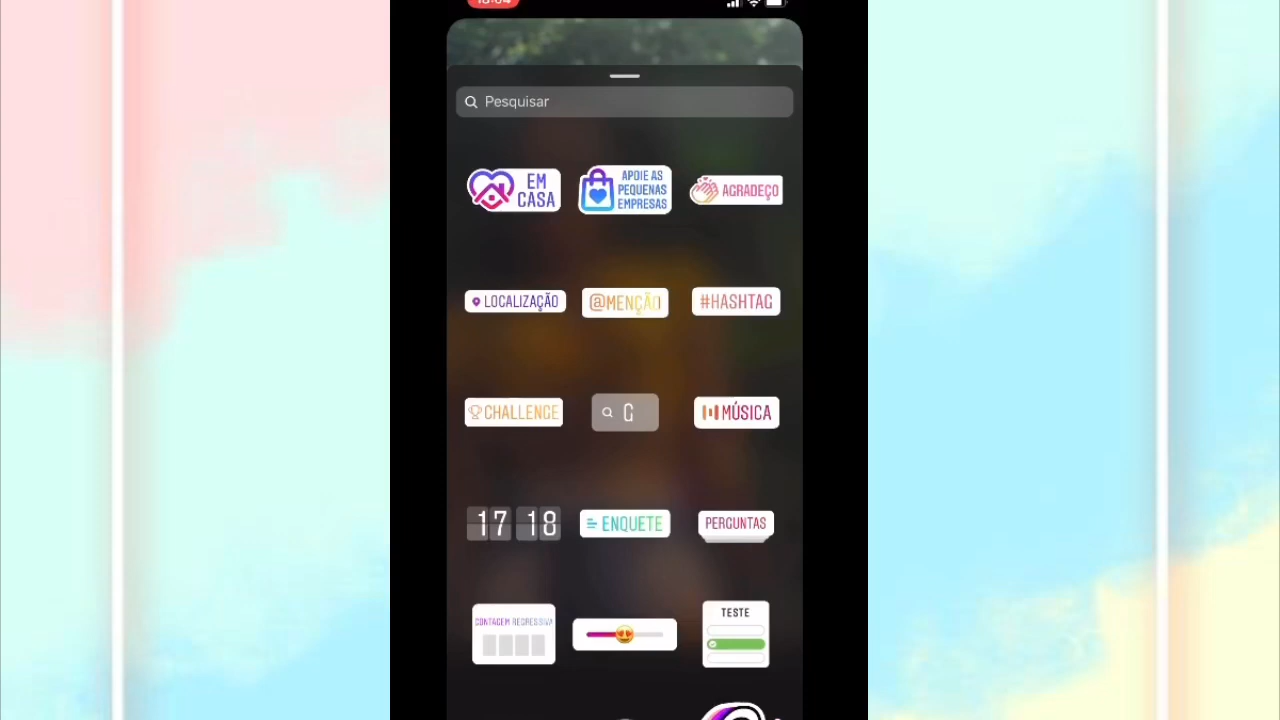 Pesquisar
EM
CASA
APOIE AS
PEQUENAS
EMPRESAS
AGRADEÇO
LOCALIZAÇÃO
@MENÇÃO
#HASHTAG
CHALLENGE
G
MÚSICA
17 18
ENQUETE
PERGUNTAS
CONTAGEM REGRESSIVA
TESTE